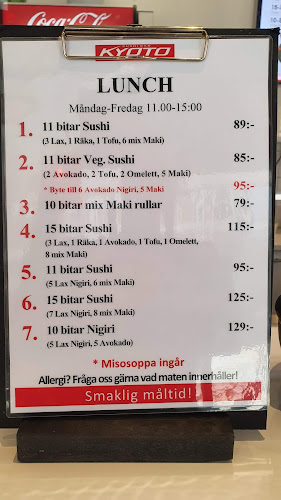 Coca-Cola
KYOTO
LUNCH
Måndag-Fredag 11.00-15:00
1. 11 bitar Sushi 89:-
(3 Lax, 1 Räka, 1 Tofu, 6 mix Maki)
2. 11 bitar Veg. Sushi 85:-
(2 Avokado, 2 Tofu, 2 Omelett, 5 Maki)
* Byte till 6 Avokado Nigiri, 5 Maki 95:-
3. 10 bitar mix Maki rullar 79:-
4. 15 bitar Sushi 115:-
(3 Lax, 1 Räka, 1 Avokado, 1 Tofu, 1 Omelett,
8 mix Maki)
5. 11 bitar Sushi 95:-
(5 Lax Nigiri, 6 mix Maki)
6. 15 bitar Sushi 125:-
(7 Lax Nigiri, 8 mix Maki)
7. 10 bitar Nigiri 129:-
(5 Lax Nigiri, 5 Avokado)
* Misosoppa ingår
Allergi? Fråga oss gärna vad maten innerhåller!
Smaklig måltid!